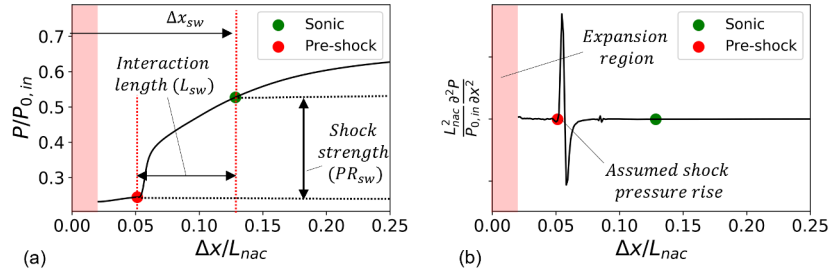 Δx_sw
Sonic
Pre-shock
Interaction
length (L_sw)
Shock
strength
(PR_sw)
P/P_0,in
0.7
0.6
0.5
0.4
0.3
0.2
0.00 0.05 0.10 0.15 0.20 0.25
(a)
Δx/L_nac
Expansion
region
Sonic
Pre-shock
Assumed shock
pressure rise
L²_nac ∂²P
P_0,in ∂x²
0.00 0.05 0.10 0.15 0.20 0.25
(b)
Δx/L_nac